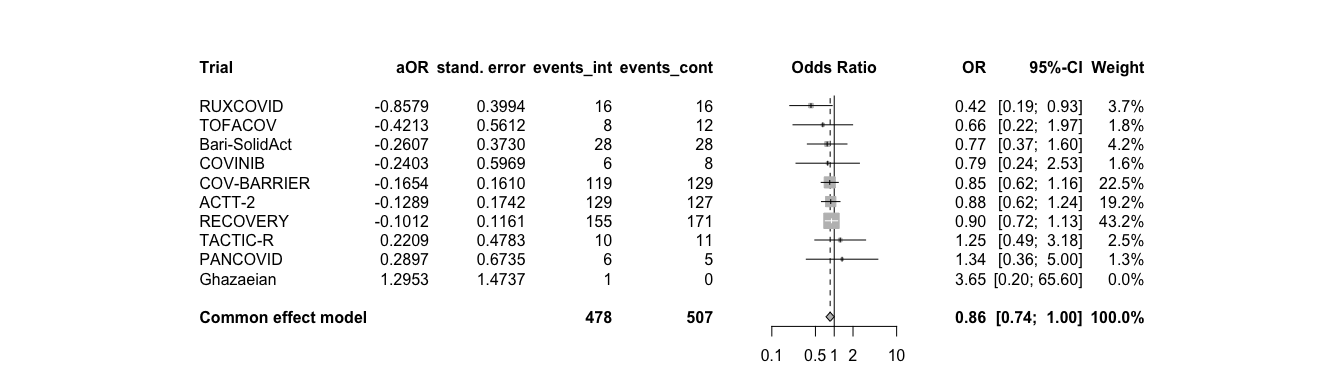 Trial aOR stand. error events_int events_cont Odds Ratio OR 95%-CI Weight
RUXCOVID -0.8579 0.3994 16 16 0.42 [0.19; 0.93] 3.7%
TOFACOV -0.4213 0.5612 8 12 0.66 [0.22; 1.97] 1.8%
Bari-SolidAct -0.2607 0.3730 28 28 0.77 [0.37; 1.60] 4.2%
COVINIB -0.2403 0.5969 6 8 0.79 [0.24; 2.53] 1.6%
COV-BARRIER -0.1654 0.1610 119 129 0.85 [0.62; 1.16] 22.5%
ACTT-2 -0.1289 0.1742 129 127 0.88 [0.62; 1.24] 19.2%
RECOVERY -0.1012 0.1161 155 171 0.90 [0.72; 1.13] 43.2%
TACTIC-R 0.2209 0.4783 10 11 1.25 [0.49; 3.18] 2.5%
PANCOVID 0.2897 0.6735 6 5 1.34 [0.36; 5.00] 1.3%
Ghazaeian 1.2953 1.4737 1 0 3.65 [0.20; 65.60] 0.0%
Common effect model 478 507 0.86 [0.74; 1.00] 100.0%
0.1 0.5 1 2 10